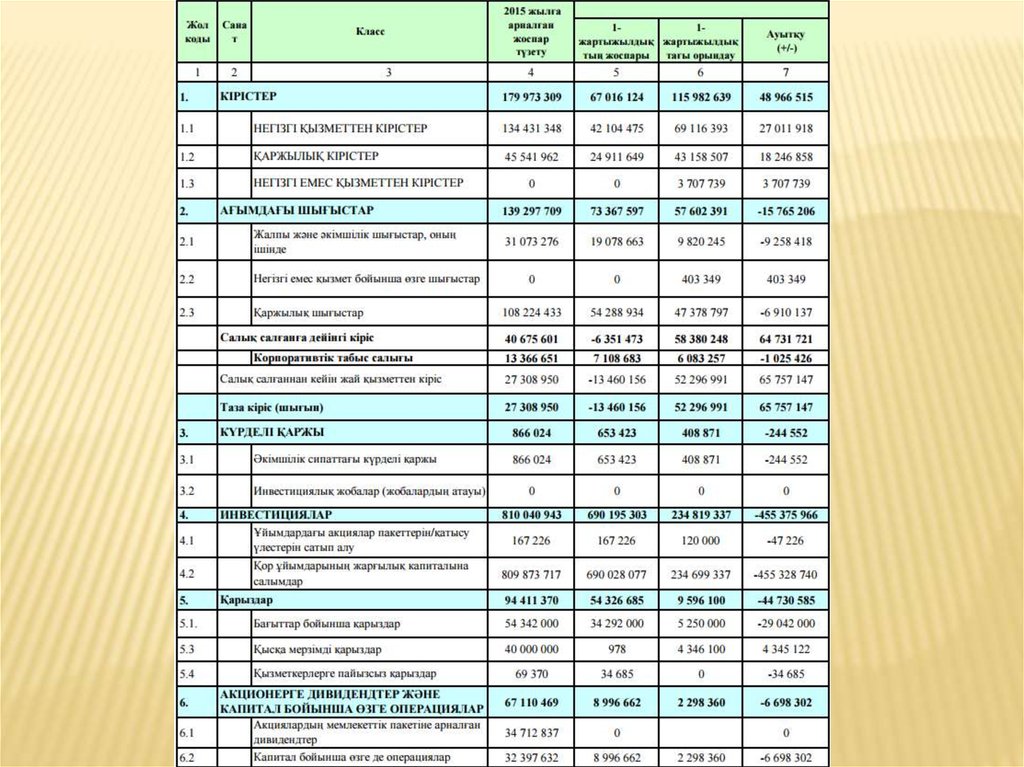 Жол коды | Санат | Класс | 2015 жылға арналған жоспар түзету | 1-жартыжылдықтың жоспары | 1-жартыжылдықтағы орындау | Ауытқу (+/-)
1 | 2 | 3 | 4 | 5 | 6 | 7
1. | КІРІСТЕР | 179 973 309 | 67 016 124 | 115 982 639 | 48 966 515
1.1 | НЕГІЗГІ ҚЫЗМЕТТЕН КІРІСТЕР | 134 431 348 | 42 104 475 | 69 116 393 | 27 011 918
1.2 | ҚАРЖЫЛЫҚ КІРІСТЕР | 45 541 962 | 24 911 649 | 43 158 507 | 18 246 858
1.3 | НЕГІЗГІ ЕМЕС ҚЫЗМЕТТЕН КІРІСТЕР | 0 | 0 | 3 707 739 | 3 707 739
2. | АҒЫМДАҒЫ ШЫҒЫСТАР | 139 297 709 | 73 367 597 | 57 602 391 | -15 765 206
2.1 | Жалпы және әкімшілік шығыстар, оның ішінде | 31 073 276 | 19 078 663 | 9 820 245 | -9 258 418
2.2 | Негізгі емес қызмет бойынша өзге шығыстар | 0 | 0 | 403 349 | 403 349
2.3 | Қаржылық шығыстар | 108 224 433 | 54 288 934 | 47 378 797 | -6 910 137
Салық салғанға дейінгі кіріс | 40 675 601 | -6 351 473 | 58 380 248 | 64 731 721
Корпоративтік табыс салығы | 13 366 651 | 7 108 683 | 6 083 257 | -1 025 426
Салық салғаннан кейін жай қызметтен кіріс | 27 308 950 | -13 460 156 | 52 296 991 | 65 757 147
Таза кіріс (шығын) | 27 308 950 | -13 460 156 | 52 296 991 | 65 757 147
3. | КҮРДЕЛІ ҚАРЖЫ | 866 024 | 653 423 | 408 871 | -244 552
3.1 | Әкімшілік сипаттағы күрделі қаржы | 866 024 | 653 423 | 408 871 | -244 552
3.2 | Инвестициялық жобалар (жобалардың атауы) | 0 | 0 | 0 | 0
4. | ИНВЕСТИЦИЯЛАР | 810 040 943 | 690 195 303 | 234 819 337 | -455 375 966
4.1 | Ұйымдардағы акциялар пакеттерін/қатысу үлестерін сатып алу | 167 226 | 167 226 | 120 000 | -47 226
4.2 | Қор ұйымдарының жарғылық капиталына салымдар | 809 873 717 | 690 028 077 | 234 699 337 | -455 328 740
5. | Қарыздар | 94 411 370 | 54 326 685 | 9 596 100 | -44 730 585
5.1. | Бағыттар бойынша қарыздар | 54 342 000 | 34 292 000 | 5 250 000 | -29 042 000
5.3 | Қысқа мерзімді қарыздар | 40 000 000 | 978 | 4 346 100 | 4 345 122
5.4 | Қызметкерлерге пайызсыз қарыздар | 69 370 | 34 685 | 0 | -34 685
6. | АКЦИОНЕРГЕ ДИВИДЕНДТЕР ЖӘНЕ КАПИТАЛ БОЙЫНША ӨЗГЕ ОПЕРАЦИЯЛАР | 67 110 469 | 8 996 662 | 2 298 360 | -6 698 302
6.1 | Акциялардың мемлекеттік пакетіне арналған дивидендтер | 34 712 837 | 0 | | 0
6.2 | Капитал бойынша өзге де операциялар | 32 397 632 | 8 996 662 | 2 298 360 | -6 698 302